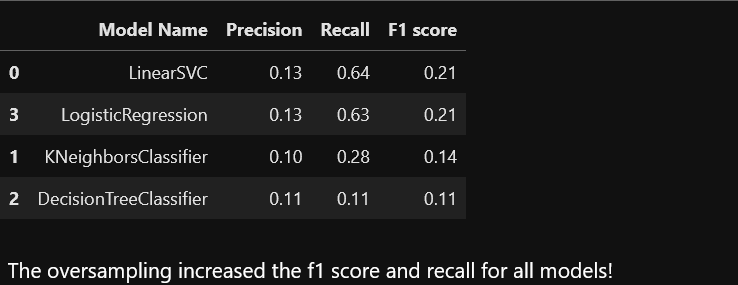 Model Name Precision Recall F1 score
0 LinearSVC 0.13 0.64 0.21
3 LogisticRegression 0.13 0.63 0.21
1 KNeighborsClassifier 0.10 0.28 0.14
2 DecisionTreeClassifier 0.11 0.11 0.11
The oversampling increased the f1 score and recall for all models!